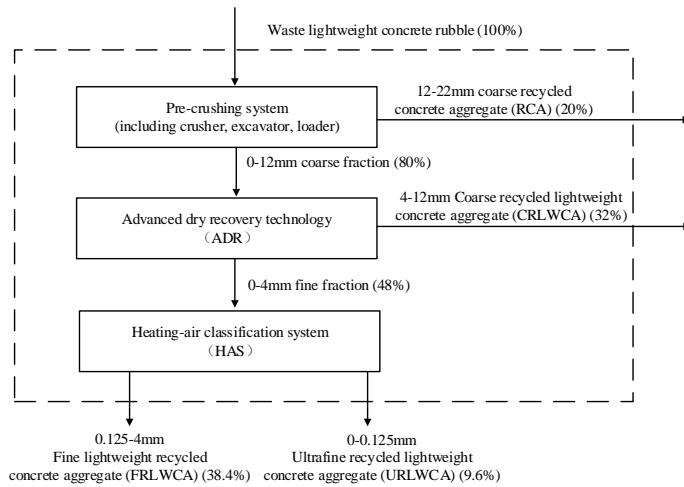 Waste lightweight concrete rubble (100%)
Pre-crushing system
(including crusher, excavator, loader)
12-22mm coarse recycled
concrete aggregate (RCA) (20%)
0-12mm coarse fraction (80%)
Advanced dry recovery technology
（ADR）
4-12mm Coarse recycled lightweight
concrete aggregate (CRLWCA) (32%)
0-4mm fine fraction (48%)
Heating-air classification system
（HAS）
0.125-4mm
Fine lightweight recycled
concrete aggregate (FRLWCA) (38.4%)
0-0.125mm
Ultrafine recycled lightweight
concrete aggregate (URLWCA) (9.6%)